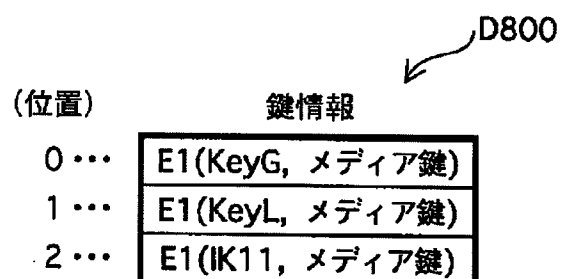 D800
(位置) 鍵情報
0… E1(KeyG, メディア鍵)
1… E1(KeyL, メディア鍵)
2… E1(IK11, メディア鍵)